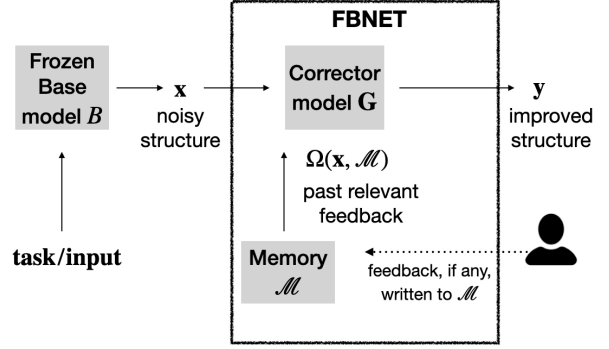 FBNET
Frozen
Base
model B
x
noisy
structure
Corrector
model G
y
improved
structure
Ω(x, ℳ)
past relevant
feedback
task/input
Memory
ℳ
feedback, if any,
written to ℳ